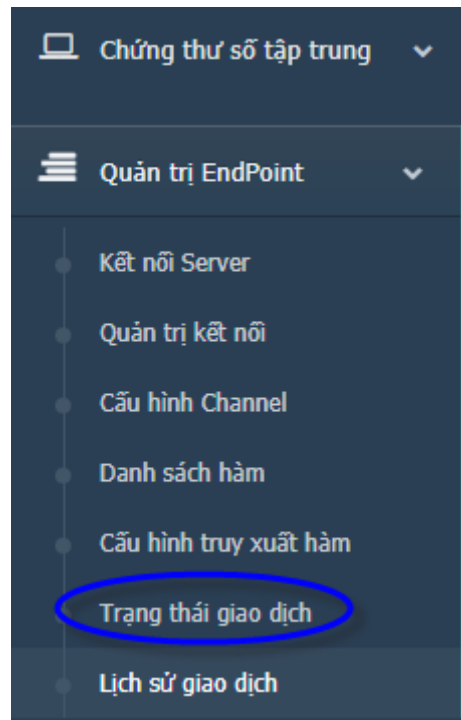 Chứng thư số tập trung
Quản trị EndPoint
Kết nối Server
Quản trị kết nối
Cấu hình Channel
Danh sách hàm
Cấu hình truy xuất hàm
Trạng thái giao dịch
Lịch sử giao dịch